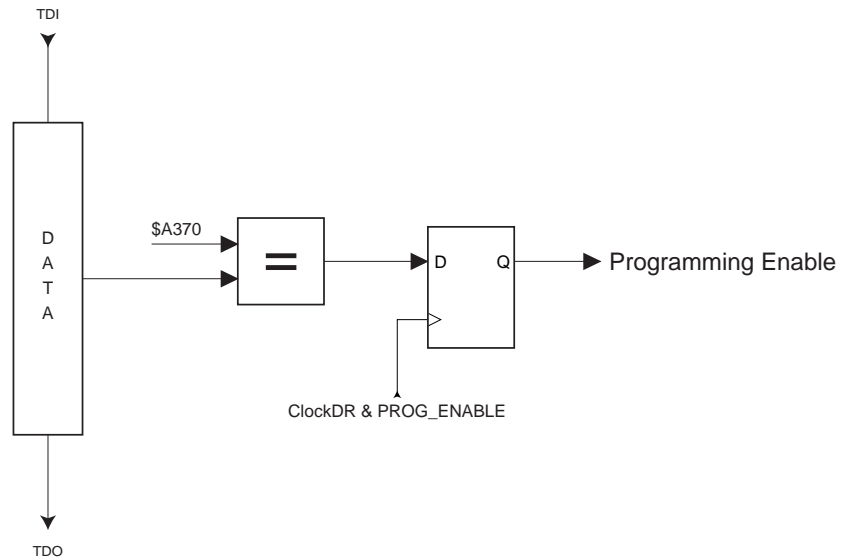 TDI
D
A
T
A
$A370
=
D
Q
Programming Enable
ClockDR & PROG_ENABLE
TDO